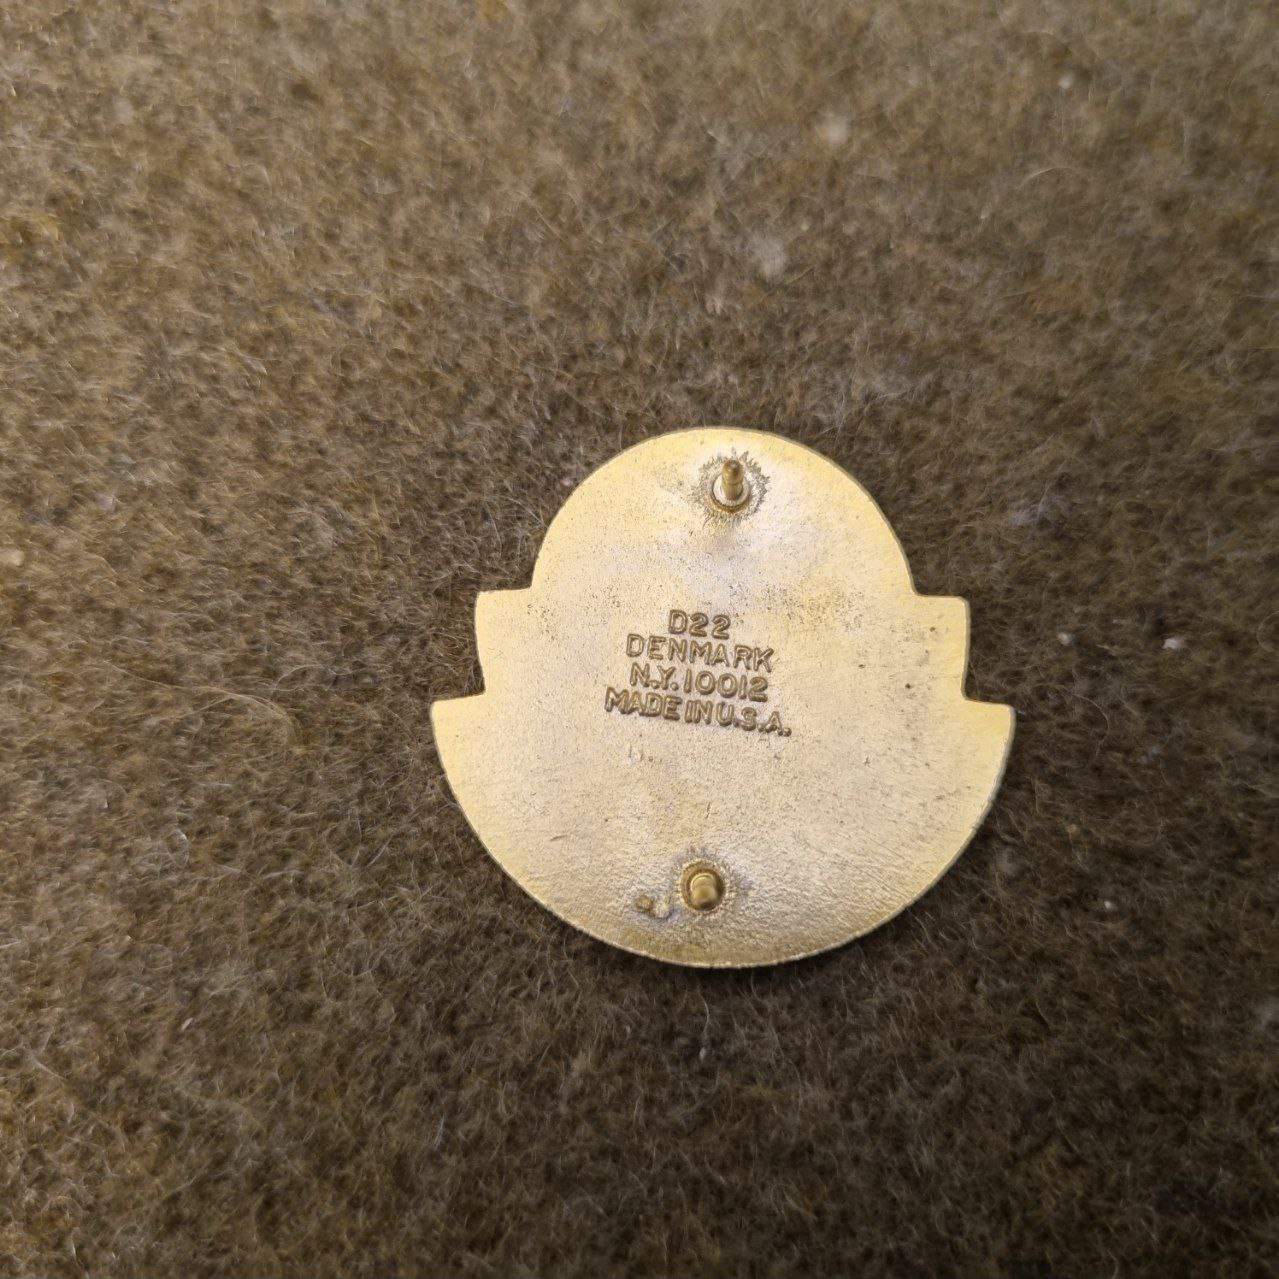 D22
DENMARK
N.Y. 10012
MADE IN U.S.A.